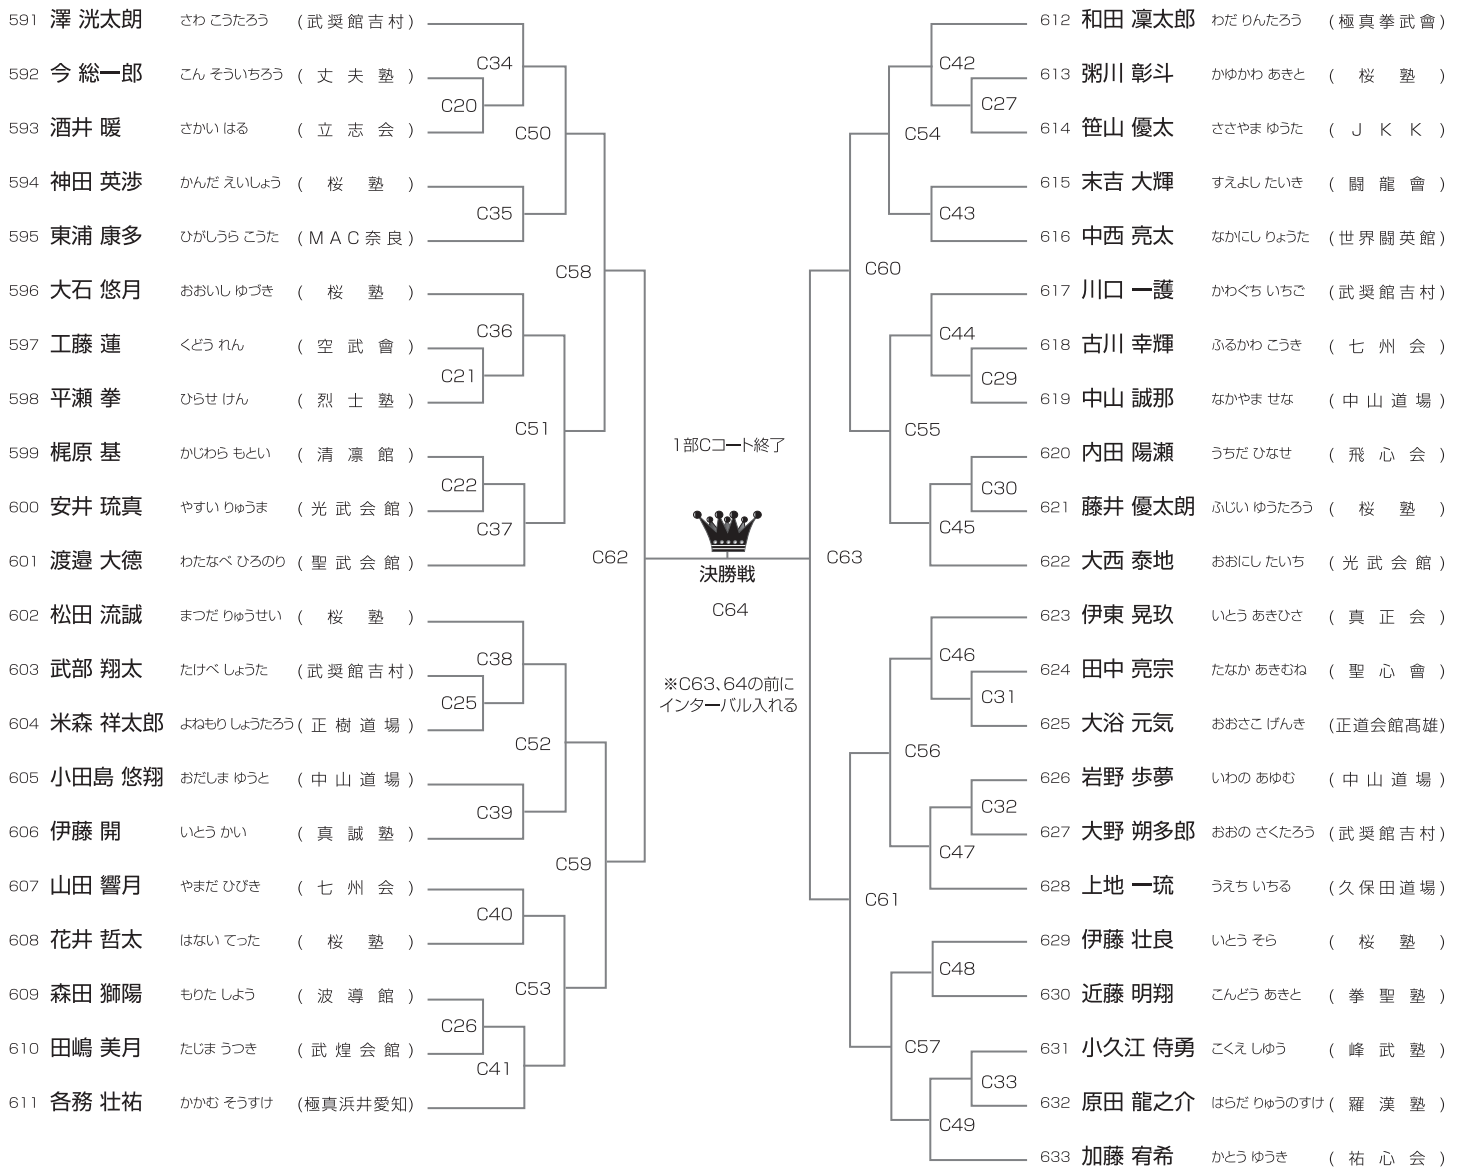 591 澤 洸太朗 さわ こうたろう (武奨館吉村)
592 今 総一郎 こん そういちろう (丈夫塾)
593 酒井 暖 さかい はる (立志会)
594 神田 英渉 かんだ えいしょう (桜塾)
595 東浦 康多 ひがしうら こうた (MAC奈良)
596 大石 悠月 おおいし ゆづき (桜塾)
597 工藤 蓮 くどう れん (空武會)
598 平瀬 拳 ひらせ けん (烈士塾)
599 梶原 基 かじわら もとい (清凛館)
600 安井 琉真 やすい りゅうま (光武会館)
601 渡邉 大德 わたなべ ひろのり (聖武会館)
602 松田 流誠 まつだ りゅうせい (桜塾)
603 武部 翔太 たけべ しょうた (武奨館吉村)
604 米森 祥太郎 よねもり しょうたろう (正樹道場)
605 小田島 悠翔 おだしま ゆうと (中山道場)
606 伊藤 開 いとう かい (真誠塾)
607 山田 響月 やまだ ひびき (七州会)
608 花井 哲太 はない てった (桜塾)
609 森田 獅陽 もりた しよう (波導館)
610 田嶋 美月 たじま うつき (武煌会館)
611 各務 壮祐 かかむ そうすけ (極真浜井愛知)
C34
C20
C50
C35
C58
C36
C21
C51
C22
C37
C62
C38
C25
C52
C39
C59
C40
C53
C26
C41
1部Cコート終了
決勝戦
C64
※C63、64の前に
インターバル入れる
C42
C27
C54
C43
C60
C44
C29
C55
C30
C45
C63
C46
C31
C56
C32
C47
C61
C48
C57
C33
C49
612 和田 凜太郎 わだ りんたろう (極真拳武會)
613 粥川 彰斗 かゆかわ あきと (桜塾)
614 笹山 優太 ささやま ゆうた (JKK)
615 末吉 大輝 すえよし たいき (闘龍會)
616 中西 亮太 なかにし りょうた (世界闘英館)
617 川口 一護 かわぐち いちご (武奨館吉村)
618 古川 幸輝 ふるかわ こうき (七州会)
619 中山 誠那 なかやま せな (中山道場)
620 内田 陽瀬 うちだ ひなせ (飛心会)
621 藤井 優太朗 ふじい ゆうたろう (桜塾)
622 大西 泰地 おおにし たいち (光武会館)
623 伊東 晃玖 いとう あきひさ (真正会)
624 田中 亮宗 たなか あきむね (聖心會)
625 大浴 元気 おおさこ げんき (正道会館髙雄)
626 岩野 歩夢 いわの あゆむ (中山道場)
627 大野 朔多郎 おおの さくたろう (武奨館吉村)
628 上地 一琉 うえち いちる (久保田道場)
629 伊藤 壮良 いとう そら (桜塾)
630 近藤 明翔 こんどう あきと (拳聖塾)
631 小久江 侍勇 こくえ しゆう (峰武塾)
632 原田 龍之介 はらだ りゅうのすけ (羅漢塾)
633 加藤 宥希 かとう ゆうき (祐心会)